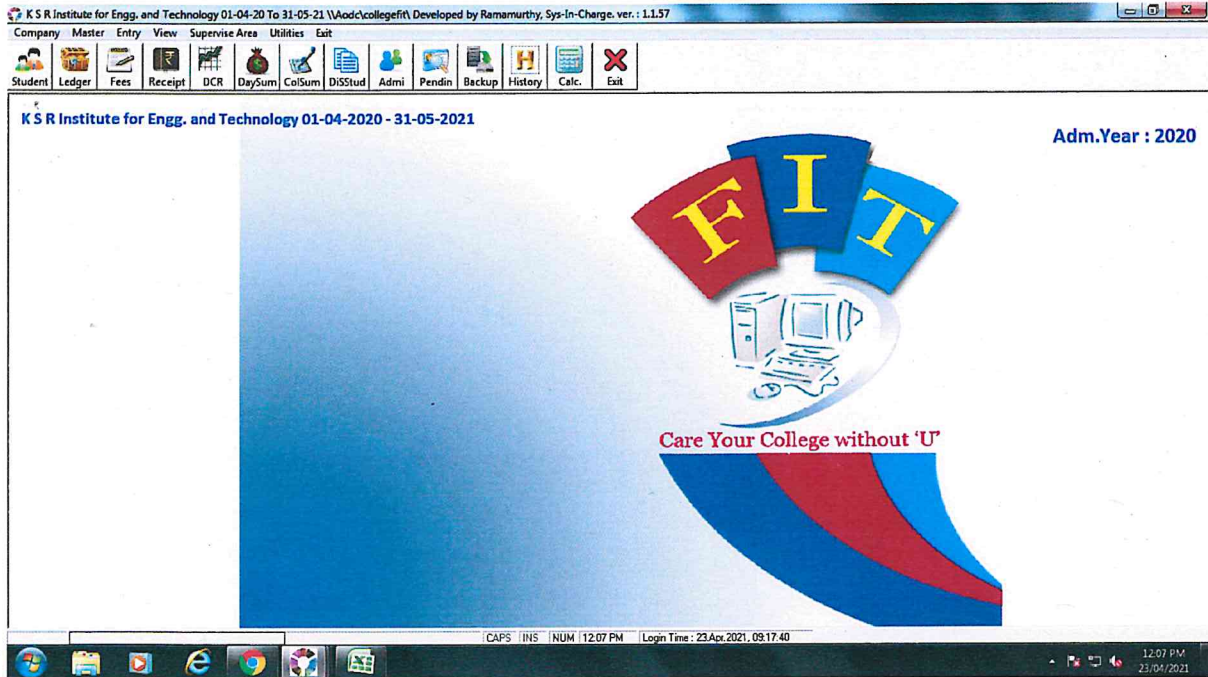 K S R Institute for Engg. and Technology 01-04-20 To 31-05-21 \\Aodc\collegefit\ Developed by Ramamurthy, Sys-In-Charge. ver. : 1.1.57
Company Master Entry View Supervise Area Utilities Exit
Student Ledger Fees Receipt DCR DaySum ColSum DiSStud Admi Pendin Backup History Calc. Exit
K S R Institute for Engg. and Technology 01-04-2020 - 31-05-2021
Adm.Year : 2020
F I T
Care Your College without ‘U’
CAPS INS NUM 12:07 PM Login Time : 23.Apr.2021, 09:17:40
12:07 PM
23/04/2021